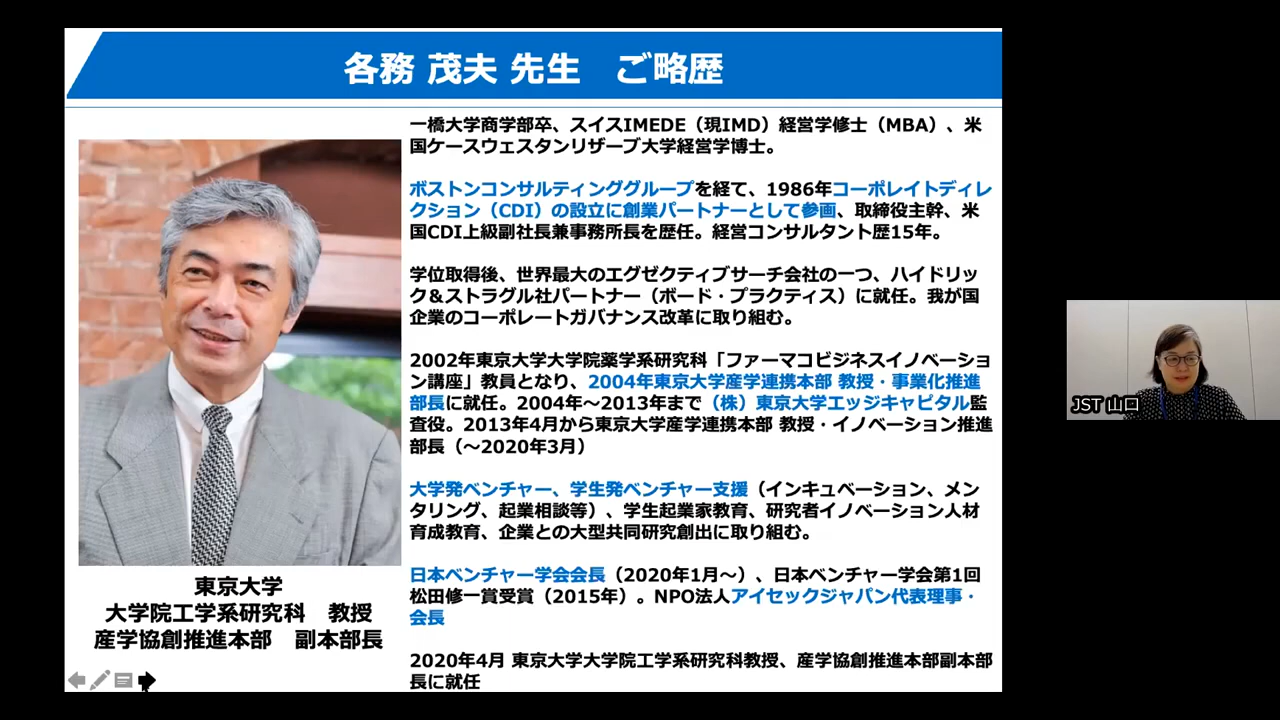 各務 茂夫 先生　ご略歴
一橋大学商学部卒、スイスIMEDE（現IMD）経営学修士（MBA）、米
国ケースウェスタンリザーブ大学経営学博士。
ボストンコンサルティンググループを経て、1986年コーポレイトディレ
クション（CDI）の設立に創業パートナーとして参画、取締役主幹、米
国CDI上級副社長兼事務所長を歴任。経営コンサルタント歴15年。
学位取得後、世界最大のエグゼクティブサーチ会社の一つ、ハイドリッ
ク＆ストラグル社パートナー（ボード・プラクティス）に就任。我が国
企業のコーポレートガバナンス改革に取り組む。
2002年東京大学大学院薬学系研究科「ファーマコビジネスイノベーショ
ン講座」教員となり、2004年東京大学産学連携本部 教授・事業化推進
部長に就任。2004年～2013年まで（株）東京大学エッジキャピタル監
査役。2013年4月から東京大学産学連携本部 教授・イノベーション推進
部長（～2020年3月）
大学発ベンチャー、学生発ベンチャー支援（インキュベーション、メン
タリング、起業相談等）、学生起業家教育、研究者イノベーション人材
育成教育、企業との大型共同研究創出に取り組む。
日本ベンチャー学会会長（2020年1月～）、日本ベンチャー学会第1回
松田修一賞受賞（2015年）。NPO法人アイセックジャパン代表理事・
会長
2020年4月 東京大学大学院工学系研究科教授、産学協創推進本部副本部
長に就任
東京大学
大学院工学系研究科　教授
産学協創推進本部　副本部長
JST 山口